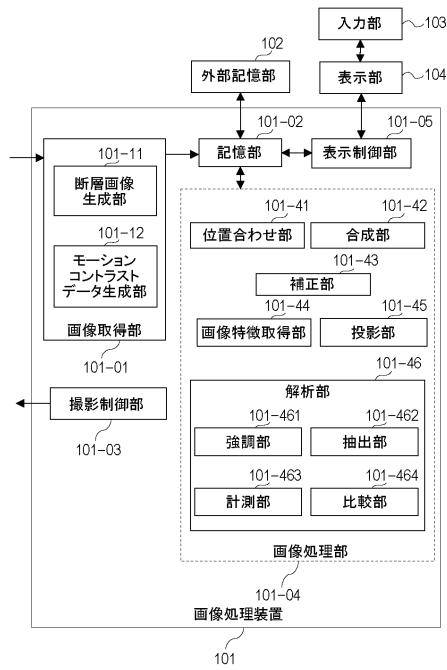 入力部
103
102
外部記憶部
表示部
104
101-02
101-05
記憶部
表示制御部
101-11
断層画像
生成部
101-12
モーション
コントラスト
データ生成部
画像取得部
101-01
撮影制御部
101-03
101-41
101-42
位置合わせ部
合成部
101-43
補正部
101-44
101-45
画像特徴取得部
投影部
101-46
解析部
101-461
101-462
強調部
抽出部
101-463
101-464
計測部
比較部
画像処理部
101-04
画像処理装置
101